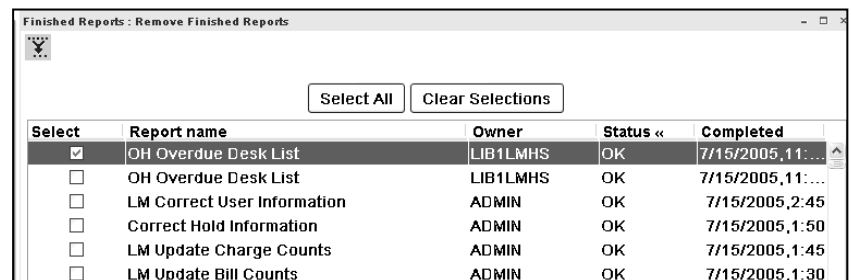 Finished Reports : Remove Finished Reports
Select All Clear Selections
Select Report name Owner Status « Completed
OH Overdue Desk List LIB1LMHS OK 7/15/2005,11:...
OH Overdue Desk List LIB1LMHS OK 7/15/2005,11:...
LM Correct User Information ADMIN OK 7/15/2005,2:45
Correct Hold Information ADMIN OK 7/15/2005,1:50
LM Update Charge Counts ADMIN OK 7/15/2005,1:45
LM Update Bill Counts ADMIN OK 7/15/2005,1:30